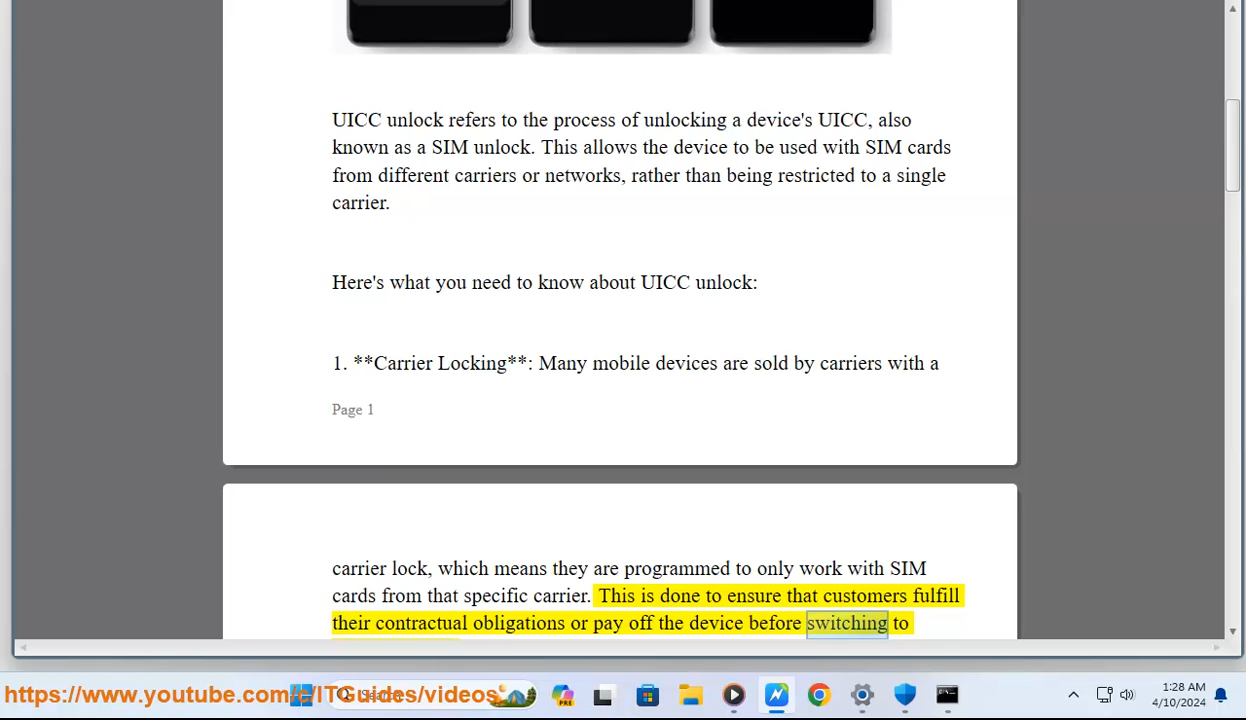 UICC unlock refers to the process of unlocking a device's UICC, also
known as a SIM unlock. This allows the device to be used with SIM cards
from different carriers or networks, rather than being restricted to a single
carrier.
Here's what you need to know about UICC unlock:
1. **Carrier Locking**: Many mobile devices are sold by carriers with a
Page 1
carrier lock, which means they are programmed to only work with SIM
cards from that specific carrier. This is done to ensure that customers fulfill
their contractual obligations or pay off the device before switching to
https://www.youtube.com/c/ITGuides/videos
PRE
1:28 AM
4/10/2024